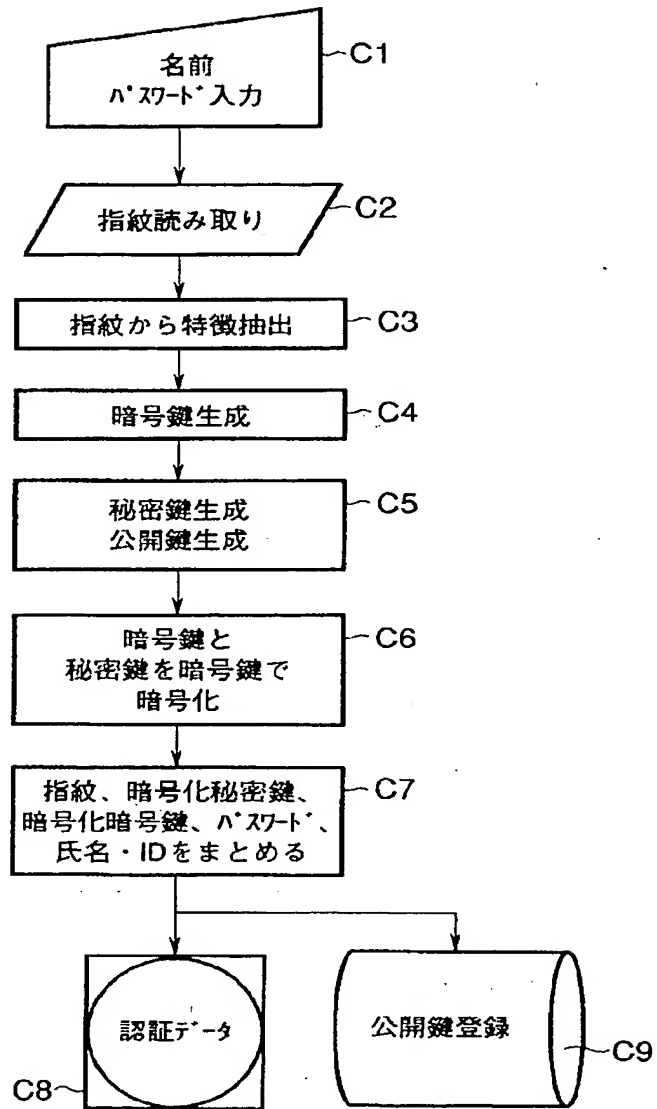 名前
ﾊﾟｽﾜｰﾄﾞ入力
C1
指紋読み取り
C2
指紋から特徴抽出
C3
暗号鍵生成
C4
秘密鍵生成
公開鍵生成
C5
暗号鍵と
秘密鍵を暗号鍵で
暗号化
C6
指紋、暗号化秘密鍵、
暗号化暗号鍵、ﾊﾟｽﾜｰﾄﾞ、
氏名・IDをまとめる
C7
認証ﾃﾞｰﾀ
C8
公開鍵登録
C9